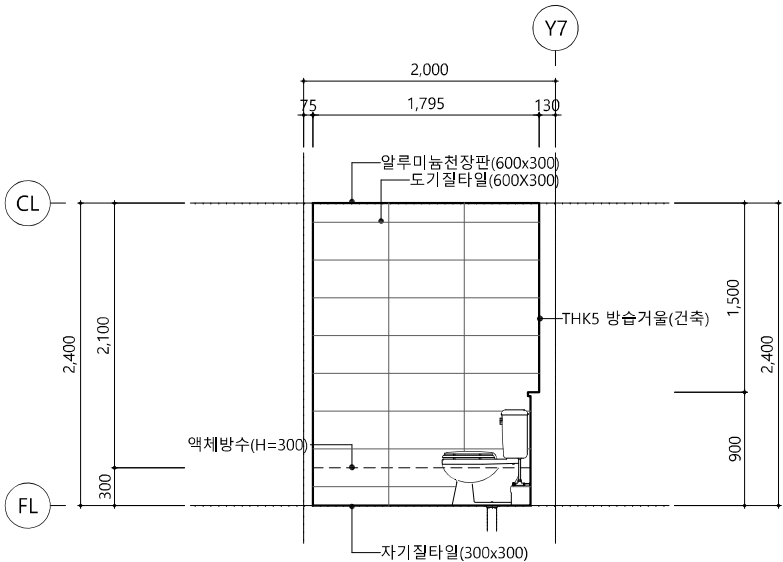 Y7
2,000
75
1,795
130
알루미늄천장판(600x300)
도기질타일(600X300)
CL
1,500
THK5 방습거울(건축)
2,100
2,400
2,400
액체방수(H=300)
900
300
FL
자기질타일(300x300)